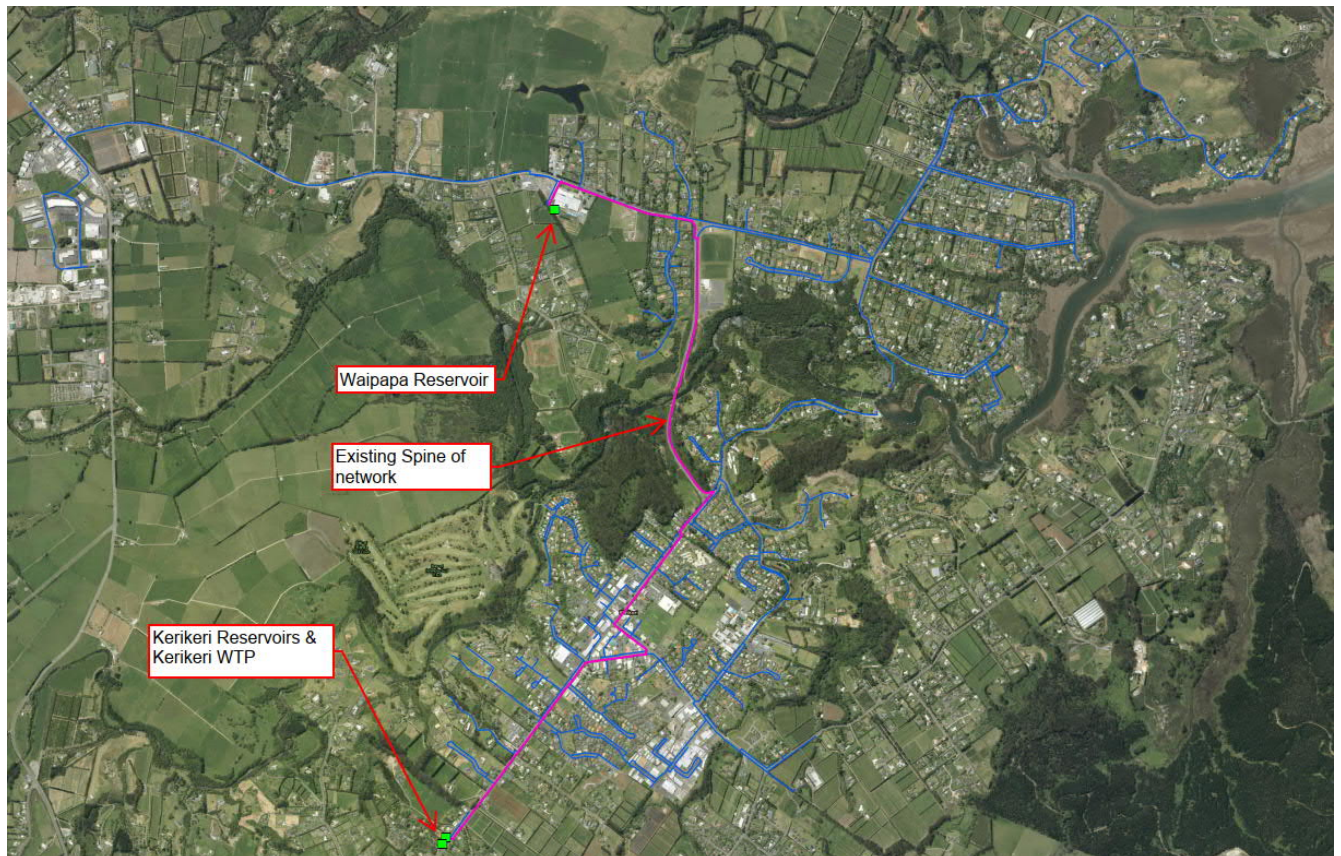 Waipapa Reservoir
Existing Spine of
network
Kerikeri Reservoirs &
Kerikeri WTP